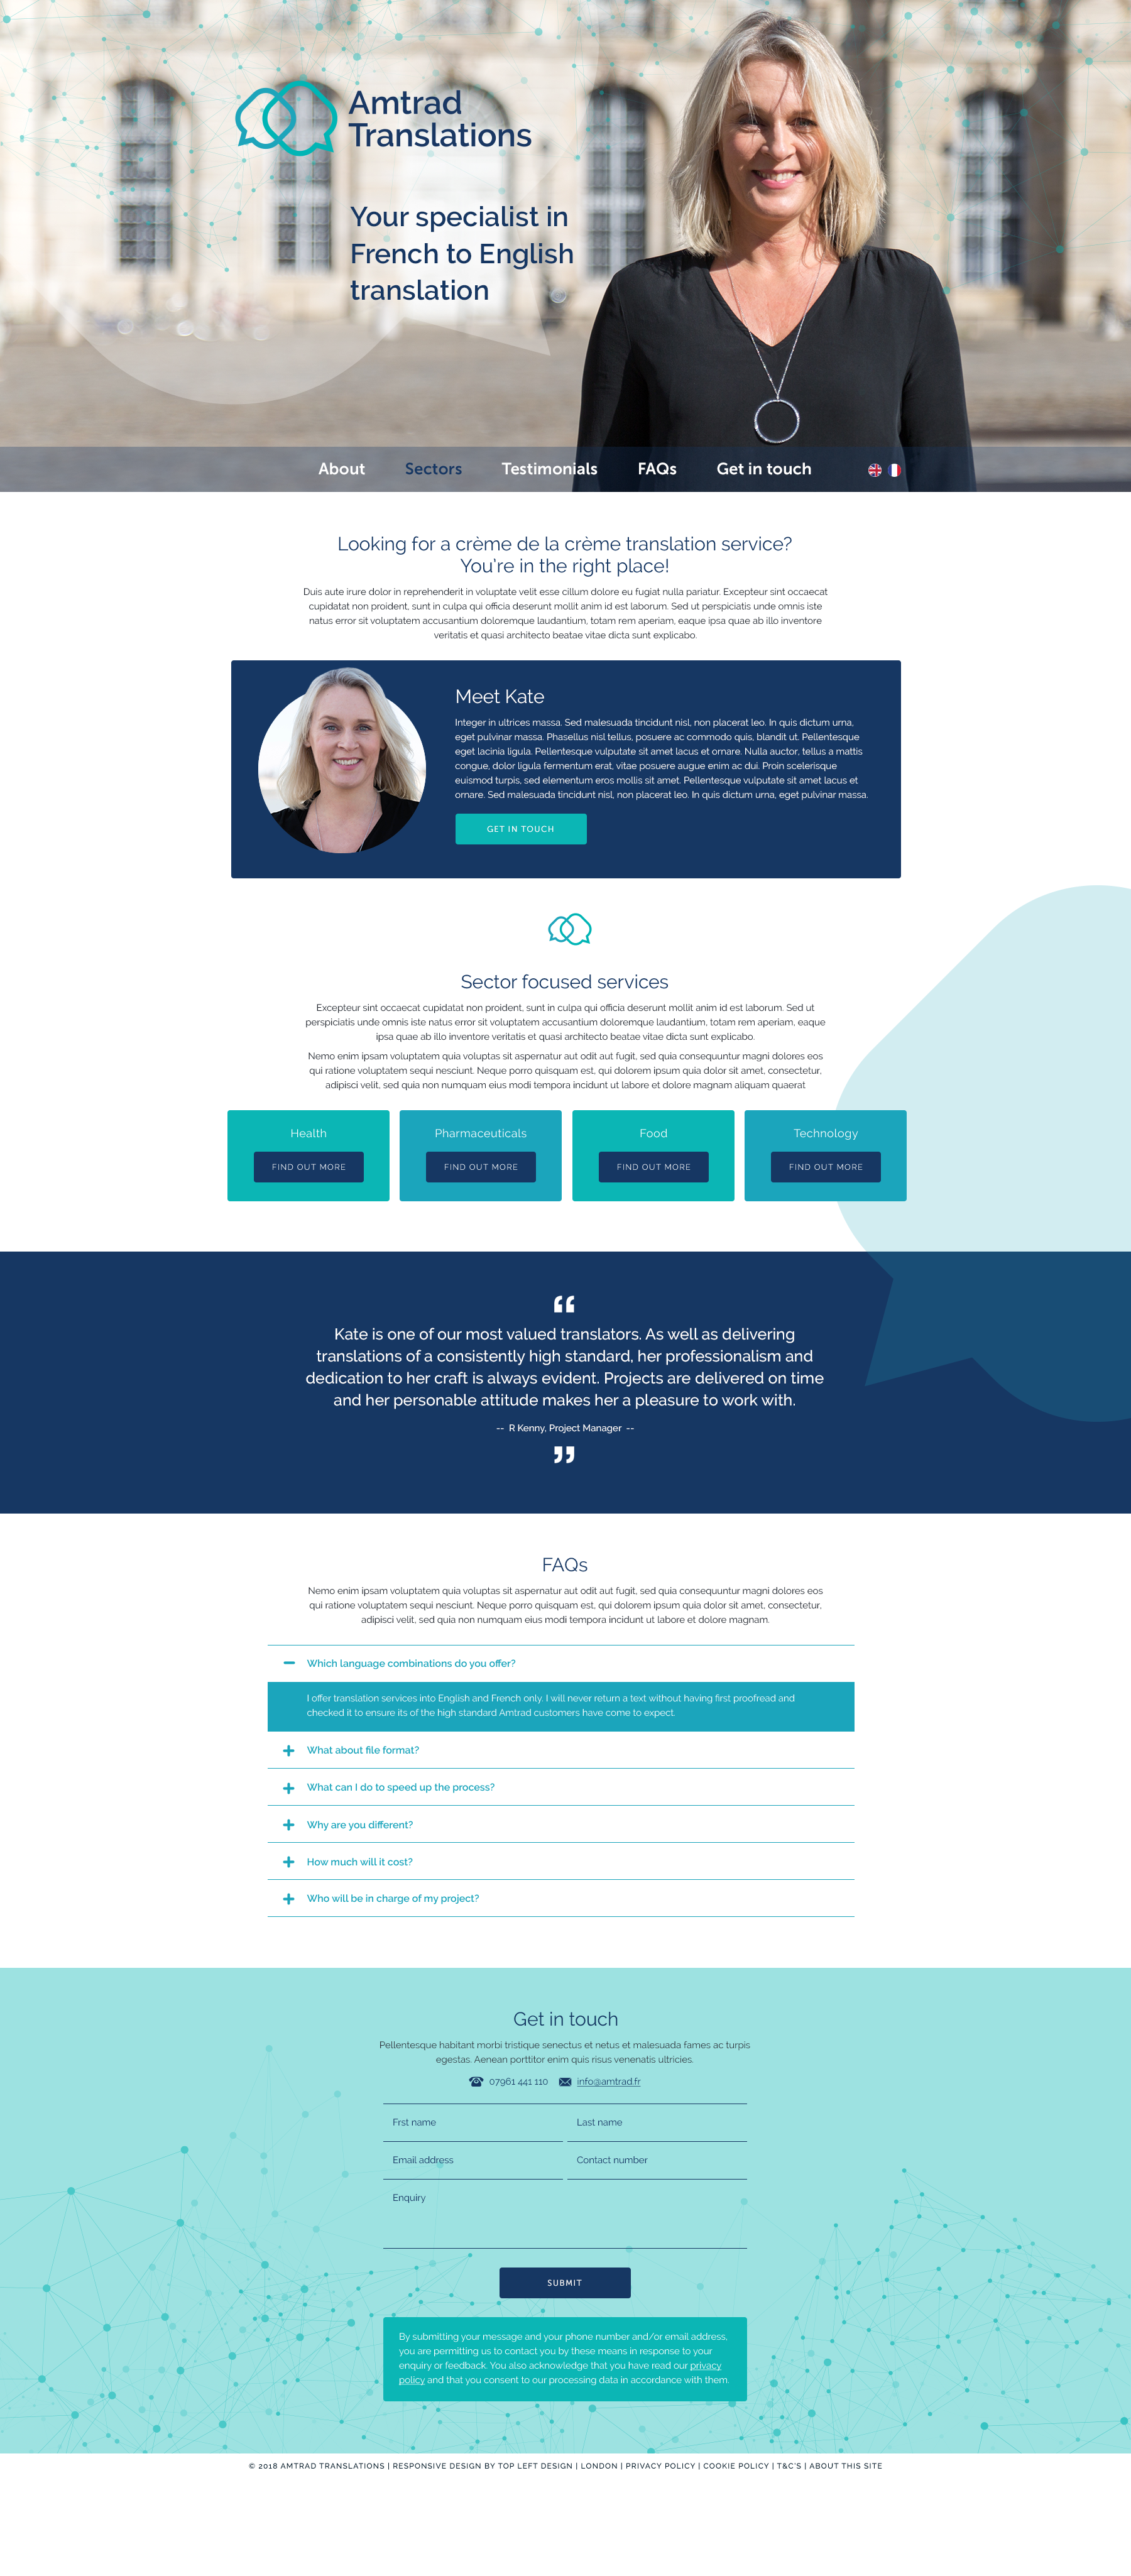 Amtrad
Translations
Your specialist in
French to English
translation
About Sectors Testimonials FAQs Get in touch
Looking for a crème de la crème translation service?
You're in the right place!
Duis aute irure dolor in reprehenderit in voluptate velit esse cillum dolore eu fugiat nulla pariatur. Excepteur sint occaecat
cupidatat non proident, sunt in culpa qui officia deserunt mollit anim id est laborum. Sed ut perspiciatis unde omnis iste
natus error sit voluptatem accusantium doloremque laudantium, totam rem aperiam, eaque ipsa quae ab illo inventore
veritatis et quasi architecto beatae vitae dicta sunt explicabo.
Meet Kate
Integer in ultrices massa. Sed malesuada tincidunt nisl, non placerat leo. In quis dictum urna,
eget pulvinar massa. Phasellus nisl tellus, posuere ac commodo quis, blandit ut. Pellentesque
eget lacinia ligula. Pellentesque vulputate sit amet lacus et ornare. Nulla auctor, tellus a mattis
congue, dolor ligula fermentum erat, vitae posuere augue enim ac dui. Proin scelerisque
euismod turpis, sed elementum eros mollis sit amet. Pellentesque vulputate sit amet lacus et
ornare. Sed malesuada tincidunt nisl, non placerat leo. In quis dictum urna, eget pulvinar massa.
GET IN TOUCH
Sector focused services
Excepteur sint occaecat cupidatat non proident, sunt in culpa qui officia deserunt mollit anim id est laborum. Sed ut
perspiciatis unde omnis iste natus error sit voluptatem accusantium doloremque laudantium, totam rem aperiam, eaque
ipsa quae ab illo inventore veritatis et quasi architecto beatae vitae dicta sunt explicabo.
Nemo enim ipsam voluptatem quia voluptas sit aspernatur aut odit aut fugit, sed quia consequuntur magni dolores eos
qui ratione voluptatem sequi nesciunt. Neque porro quisquam est, qui dolorem ipsum quia dolor sit amet, consectetur,
adipisci velit, sed quia non numquam eius modi tempora incidunt ut labore et dolore magnam aliquam quaerat
Health Pharmaceuticals Food Technology
FIND OUT MORE FIND OUT MORE FIND OUT MORE FIND OUT MORE
“
Kate is one of our most valued translators. As well as delivering
translations of a consistently high standard, her professionalism and
dedication to her craft is always evident. Projects are delivered on time
and her personable attitude makes her a pleasure to work with.
-- R Kenny, Project Manager --
”
FAQs
Nemo enim ipsam voluptatem quia voluptas sit aspernatur aut odit aut fugit, sed quia consequuntur magni dolores eos
qui ratione voluptatem sequi nesciunt. Neque porro quisquam est, qui dolorem ipsum quia dolor sit amet, consectetur,
adipisci velit, sed quia non numquam eius modi tempora incidunt ut labore et dolore magnam.
Which language combinations do you offer?
I offer translation services into English and French only. I will never return a text without having first proofread and
checked it to ensure its of the high standard Amtrad customers have come to expect.
What about file format?
What can I do to speed up the process?
Why are you different?
How much will it cost?
Who will be in charge of my project?
Get in touch
Pellentesque habitant morbi tristique senectus et netus et malesuada fames ac turpis
egestas. Aenean porttitor enim quis risus venenatis ultricies.
07961 441 110 info@amtrad.fr
Frst name Last name
Email address Contact number
Enquiry
SUBMIT
By submitting your message and your phone number and/or email address,
you are permitting us to contact you by these means in response to your
enquiry or feedback. You also acknowledge that you have read our privacy
policy and that you consent to our processing data in accordance with them.
© 2018 AMTRAD TRANSLATIONS | RESPONSIVE DESIGN BY TOP LEFT DESIGN | LONDON | PRIVACY POLICY | COOKIE POLICY | T&C'S | ABOUT THIS SITE